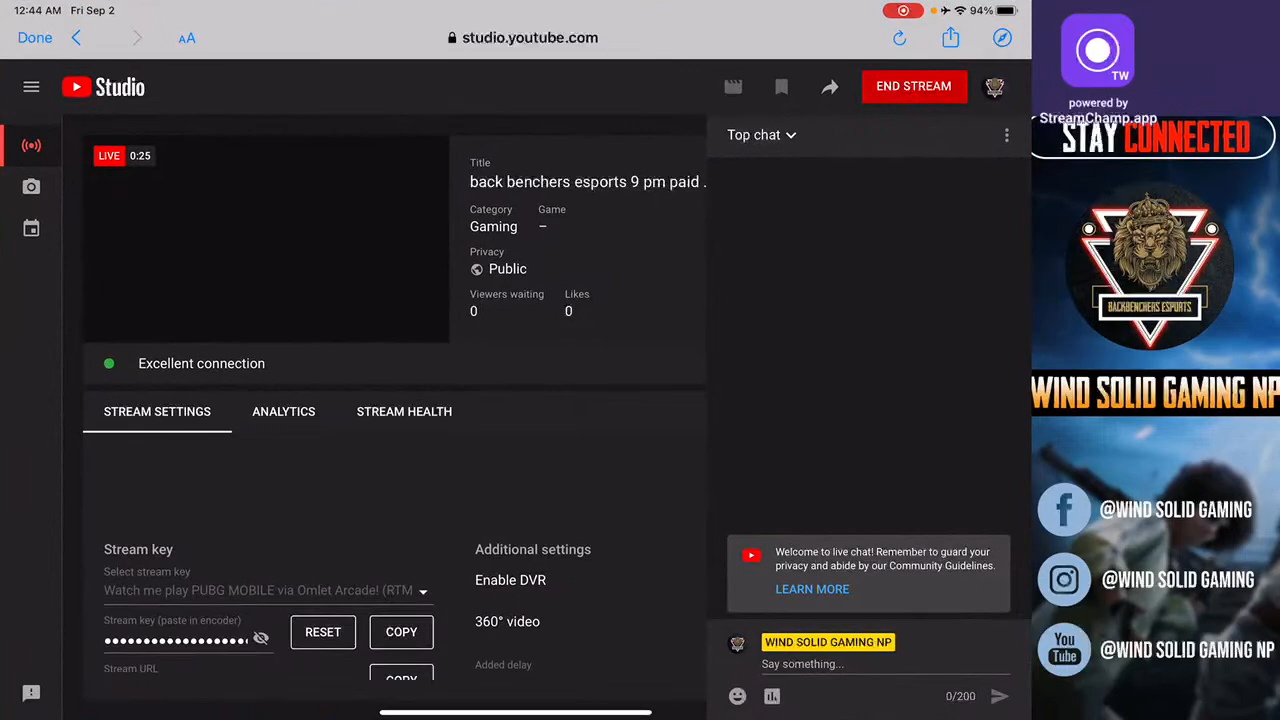 12:44 AM Fri Sep 2
94%
Done
AA
studio.youtube.com
Studio
END STREAM
LIVE 0:25
Title
back benchers esports 9 pm paid .
Category
Game
Gaming
–
Privacy
Public
Viewers waiting
Likes
0
0
Excellent connection
STREAM SETTINGS
ANALYTICS
STREAM HEALTH
Stream key
Select stream key
Watch me play PUBG MOBILE via Omlet Arcade! (RTM
Stream key (paste in encoder)
••••••••••••••••••••
RESET
COPY
Stream URL
COPY
Additional settings
Enable DVR
360° video
Added delay
Top chat
Welcome to live chat! Remember to guard your
privacy and abide by our Community Guidelines.
LEARN MORE
WIND SOLID GAMING NP
Say something...
0/200
TW
powered by
StreamChamp.app
STAY CONNECTED
BACKBENCHERS ESPORTS
WIND SOLID GAMING NP
@WIND SOLID GAMING
@WIND SOLID GAMING
You
Tube
@WIND SOLID GAMING NP